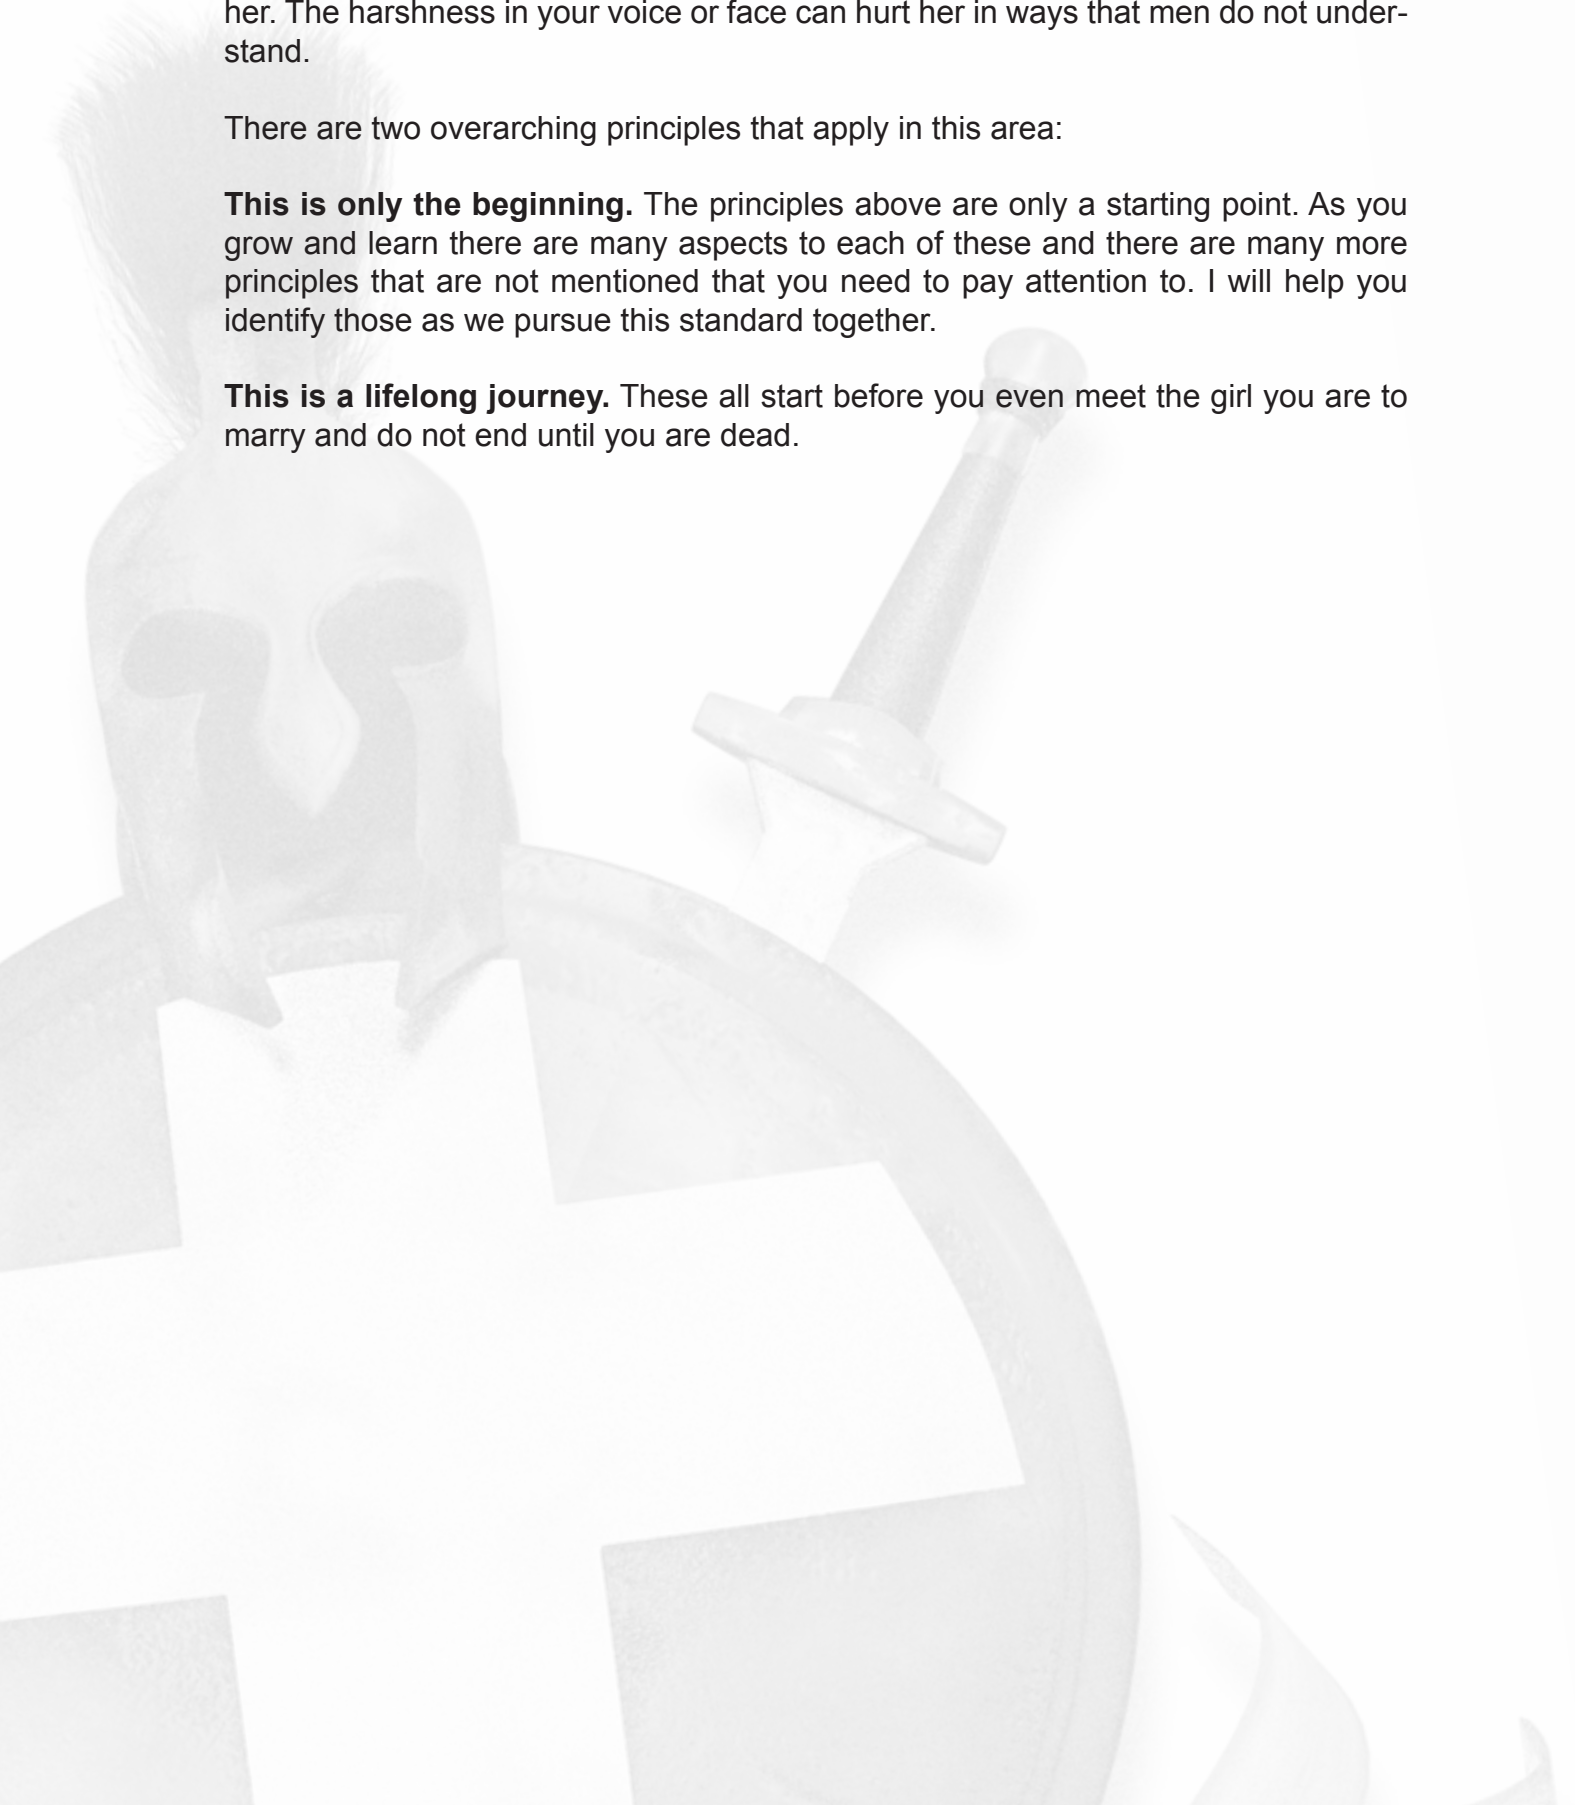 her. The harshness in your voice or face can hurt her in ways that men do not under-
stand.
There are two overarching principles that apply in this area:
This is only the beginning. The principles above are only a starting point. As you
grow and learn there are many aspects to each of these and there are many more
principles that are not mentioned that you need to pay attention to. I will help you
identify those as we pursue this standard together.
This is a lifelong journey. These all start before you even meet the girl you are to
marry and do not end until you are dead.